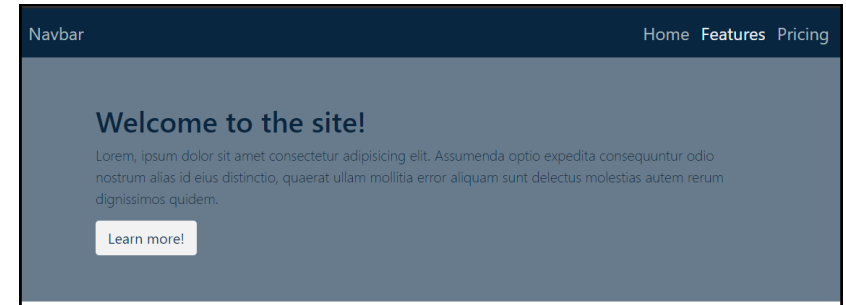 Navbar
Home Features Pricing
Welcome to the site!
Lorem, ipsum dolor sit amet consectetur adipisicing elit. Assumenda optio expedita consequuntur odio
nostrum alias id eius distinctio, quaerat ullam mollitia error aliquam sunt delectus molestias autem rerum
dignissimos quidem.
Learn more!